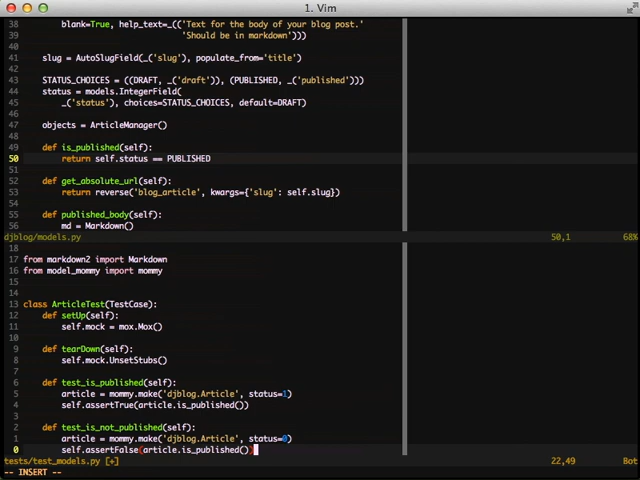 1. Vim
38 blank=True, help_text=_(('Text for the body of your blog post.'
39 'Should be in markdown')))
40
41 slug = AutoSlugField(_('slug'), populate_from='title')
42
43 STATUS_CHOICES = ((DRAFT, _('draft')), (PUBLISHED, _('published')))
44 status = models.IntegerField(
45 _('status'), choices=STATUS_CHOICES, default=DRAFT)
46
47 objects = ArticleManager()
48
49 def is_published(self):
50 return self.status == PUBLISHED
51
52 def get_absolute_url(self):
53 return reverse('blog_article', kwargs={'slug': self.slug})
54
55 def published_body(self):
56 md = Markdown()
djblog/models.py 50,1 68%
18
17 from markdown2 import Markdown
16 from model_mommy import mommy
15
14
13 class ArticleTest(TestCase):
12 def setUp(self):
11 self.mock = mox.Mox()
10
9 def tearDown(self):
8 self.mock.UnsetStubs()
7
6 def test_is_published(self):
5 article = mommy.make('djblog.Article', status=1)
4 self.assertTrue(article.is_published())
3
2 def test_is_not_published(self):
1 article = mommy.make('djblog.Article', status=0)
0 self.assertFalse(article.is_published())
tests/test_models.py [+] 22,49 Bot
-- INSERT --